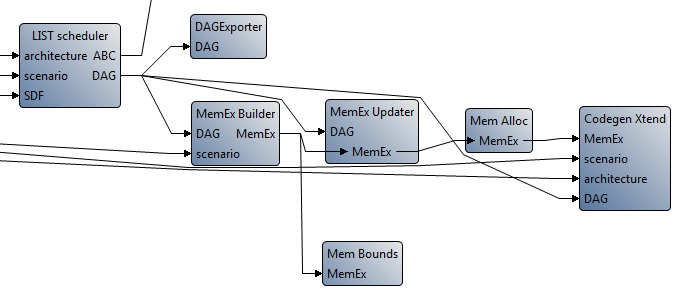 LIST scheduler
architecture ABC
scenario DAG
SDF
DAGExporter
DAG
MemEx Builder
DAG MemEx
scenario
MemEx Updater
DAG
MemEx
Mem Alloc
MemEx
Codegen Xtend
MemEx
scenario
architecture
DAG
Mem Bounds
MemEx